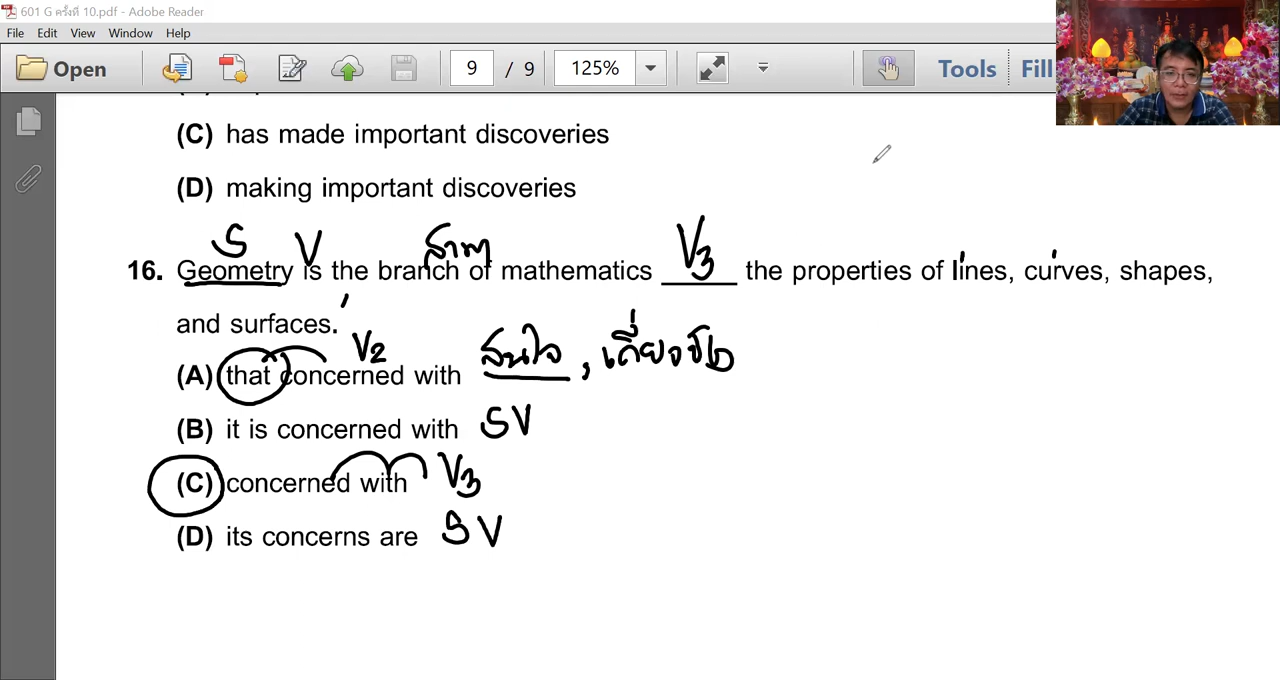 601 G ครั้งที่ 10.pdf - Adobe Reader
File Edit View Window Help
Open 9 / 9 125% Tools Fill
(C) has made important discoveries
(D) making important discoveries
S V สาขา V3
16. Geometry is the branch of mathematics ______ the properties of lines, curves, shapes,
and surfaces.
V2 สนใจ, เกี่ยวข้อง
(A) that concerned with
(B) it is concerned with SV
(C) concerned with V3
(D) its concerns are SV